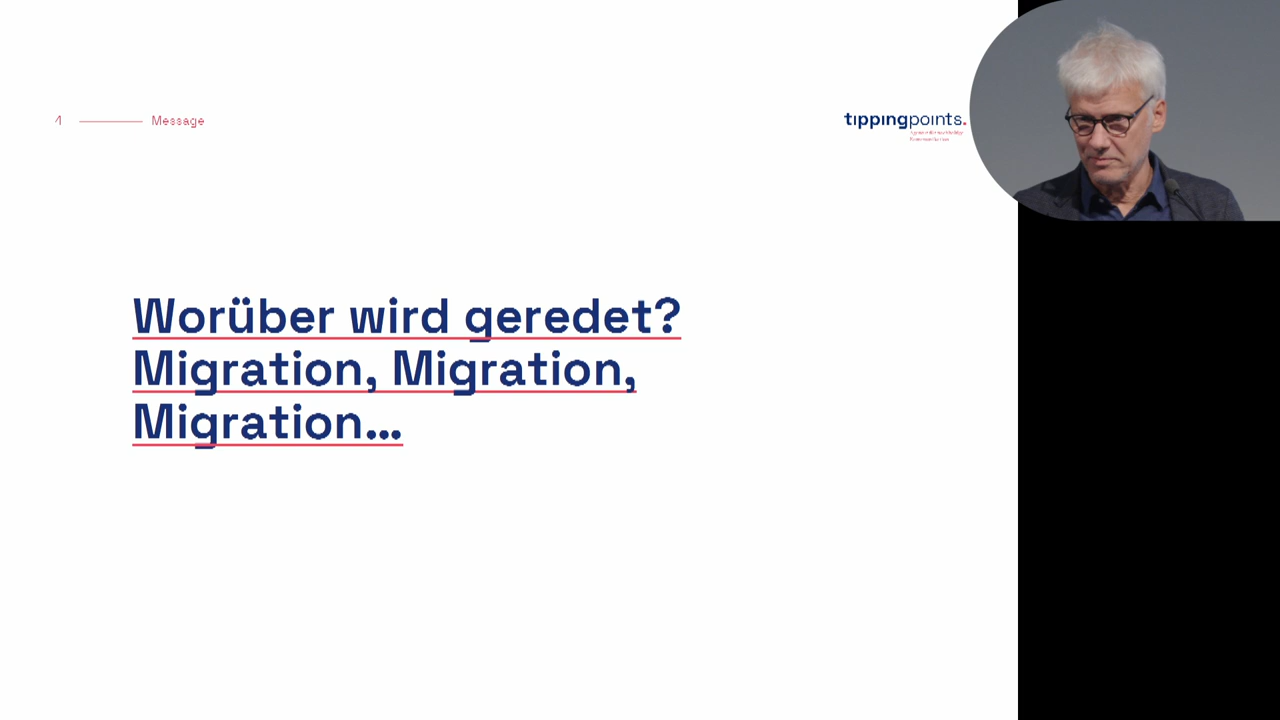 4 Message
tippingpoints.
Worüber wird geredet?
Migration, Migration,
Migration...